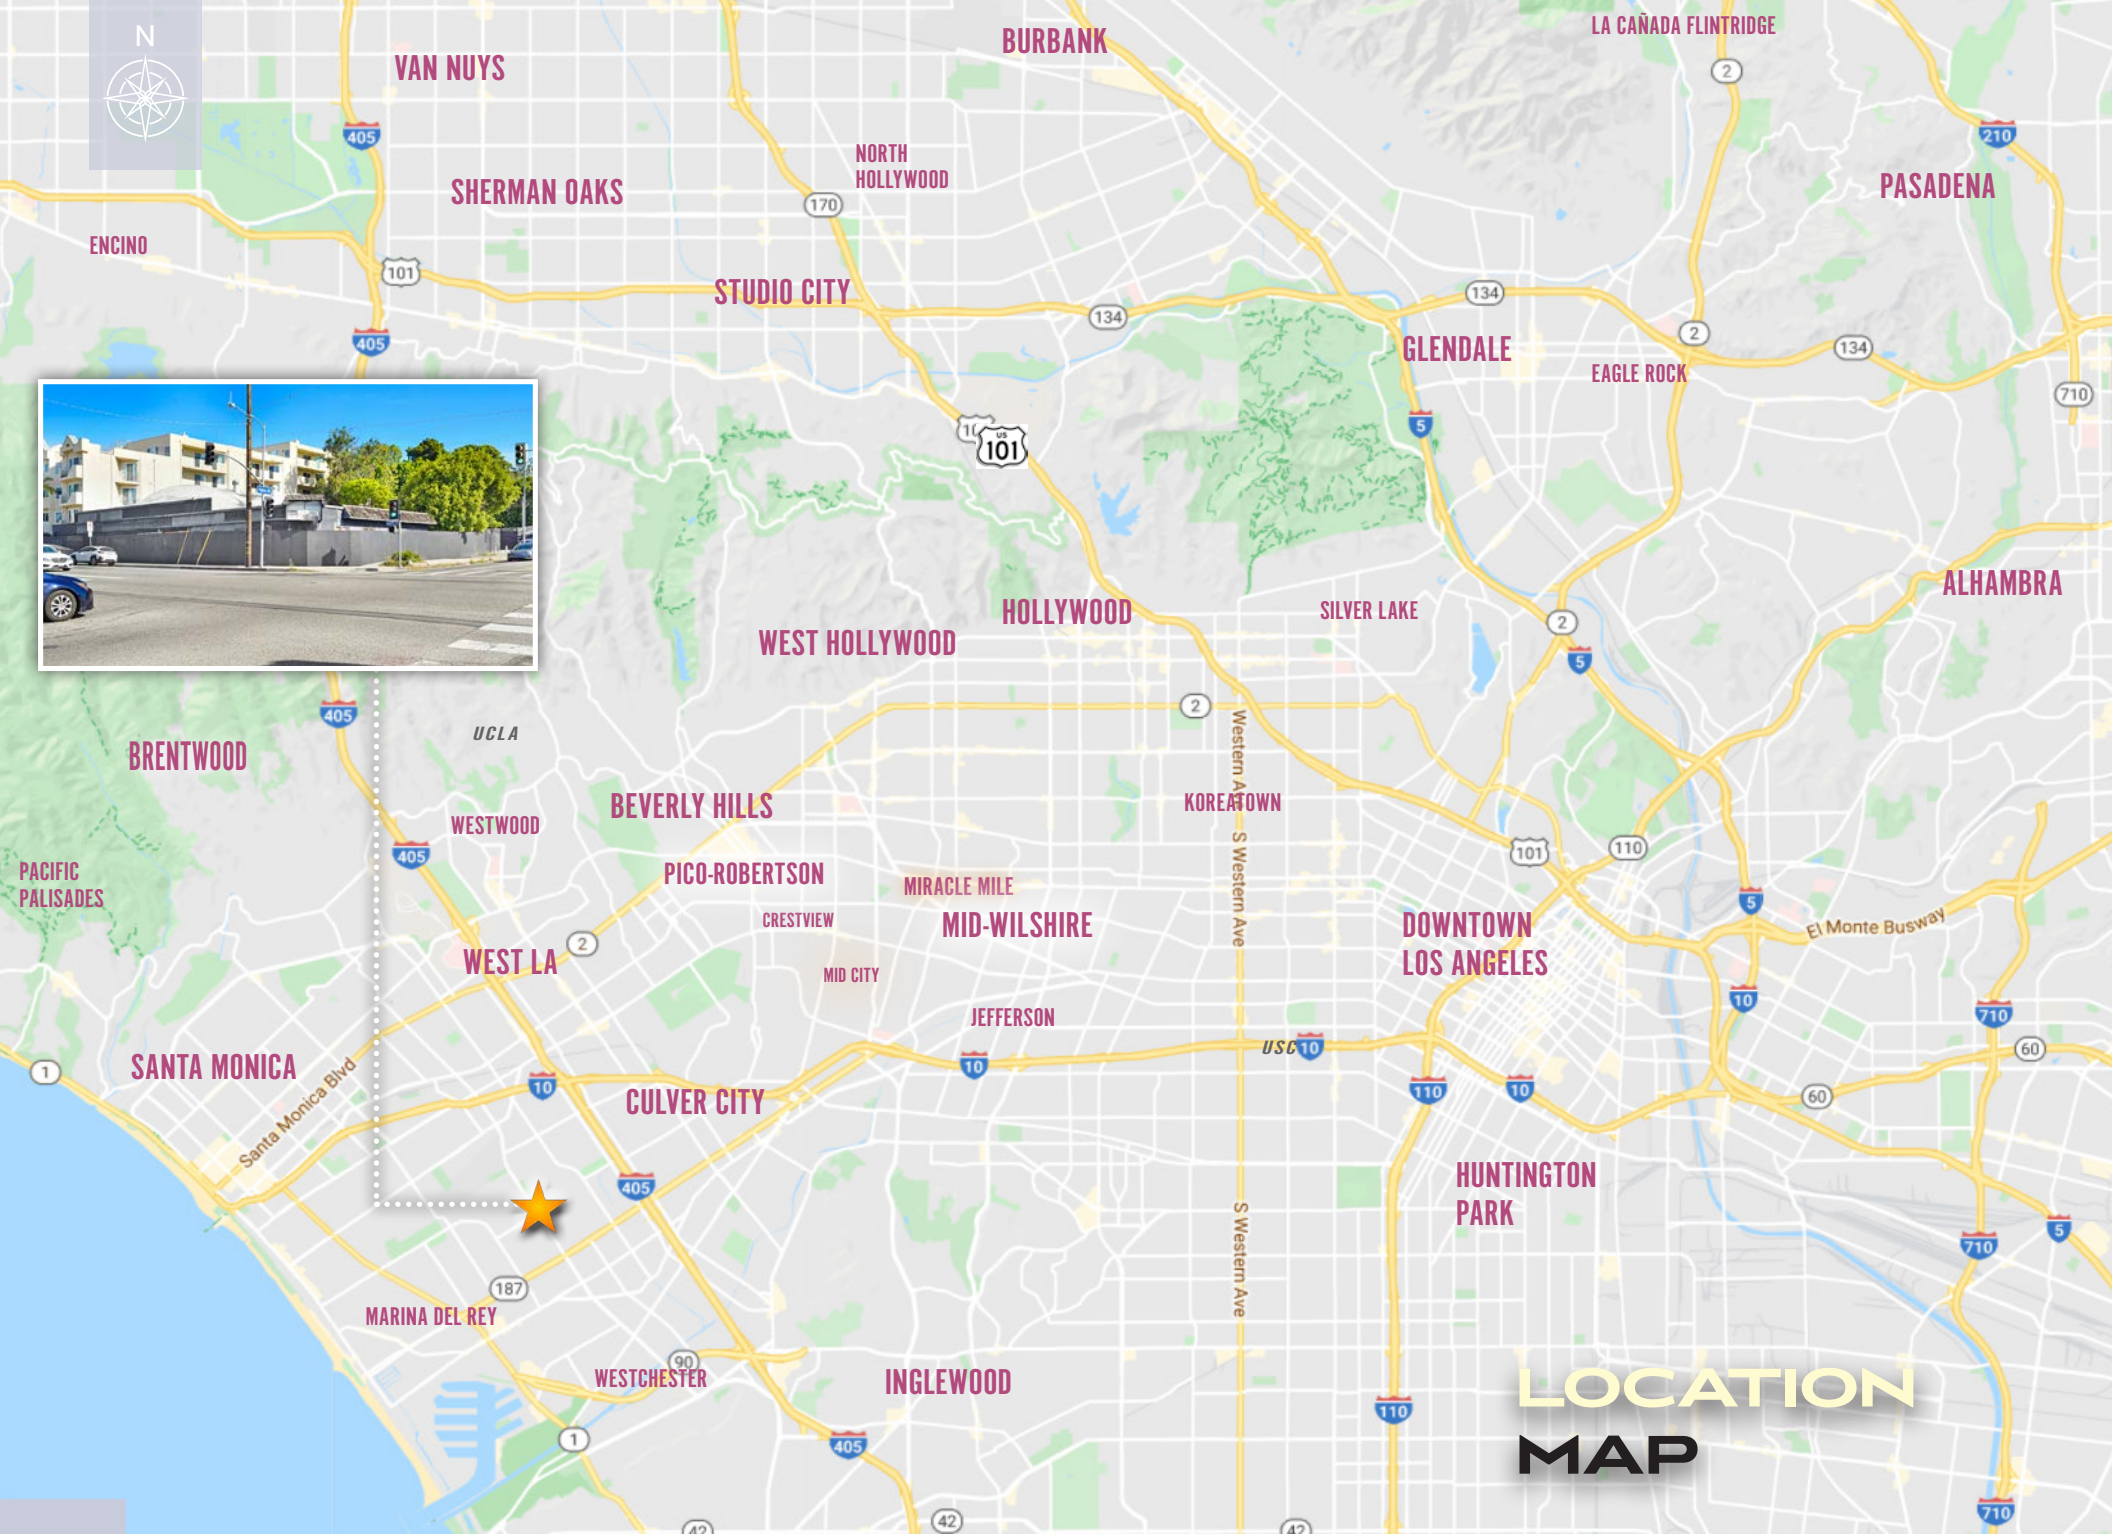 N
LA CAÑADA FLINTRIDGE
BURBANK
VAN NUYS
2
405
210
NORTH
HOLLYWOOD
PASADENA
SHERMAN OAKS
170
ENCINO
101
STUDIO CITY
134
134
405
2
GLENDALE
134
EAGLE ROCK
710
5
US
101
ALHAMBRA
HOLLYWOOD
SILVER LAKE
2
WEST HOLLYWOOD
5
2
405
UCLA
Western Ave
BRENTWOOD
BEVERLY HILLS
KOREATOWN
WESTWOOD
405
101
110
S Western Ave
PACIFIC
PALISADES
PICO-ROBERTSON
MIRACLE MILE
5
CRESTVIEW
MID-WILSHIRE
DOWNTOWN
LOS ANGELES
El Monte Busway
2
WEST LA
MID CITY
10
710
JEFFERSON
USC
10
60
1
SANTA MONICA
Santa Monica Blvd
10
10
CULVER CITY
110
10
60
405
HUNTINGTON
PARK
S Western Ave
5
710
187
MARINA DEL REY
90
WESTCHESTER
INGLEWOOD
LOCATION
MAP
110
1
405
710
42
42
42